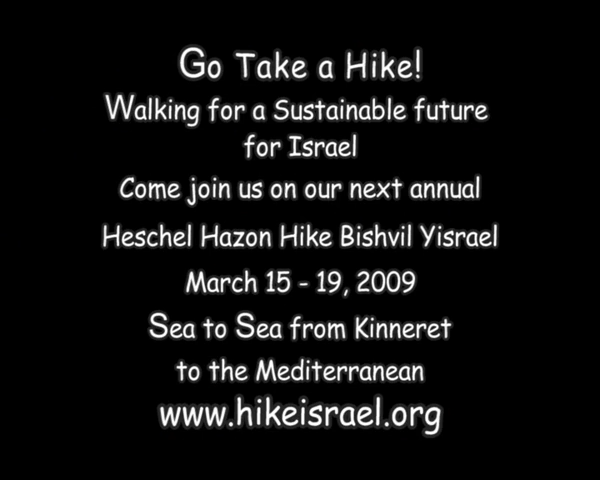 Go Take a Hike!
Walking for a Sustainable future
for Israel
Come join us on our next annual
Heschel Hazon Hike Bishvil Yisrael
March 15 - 19, 2009
Sea to Sea from Kinneret
to the Mediterranean
www.hikeisrael.org